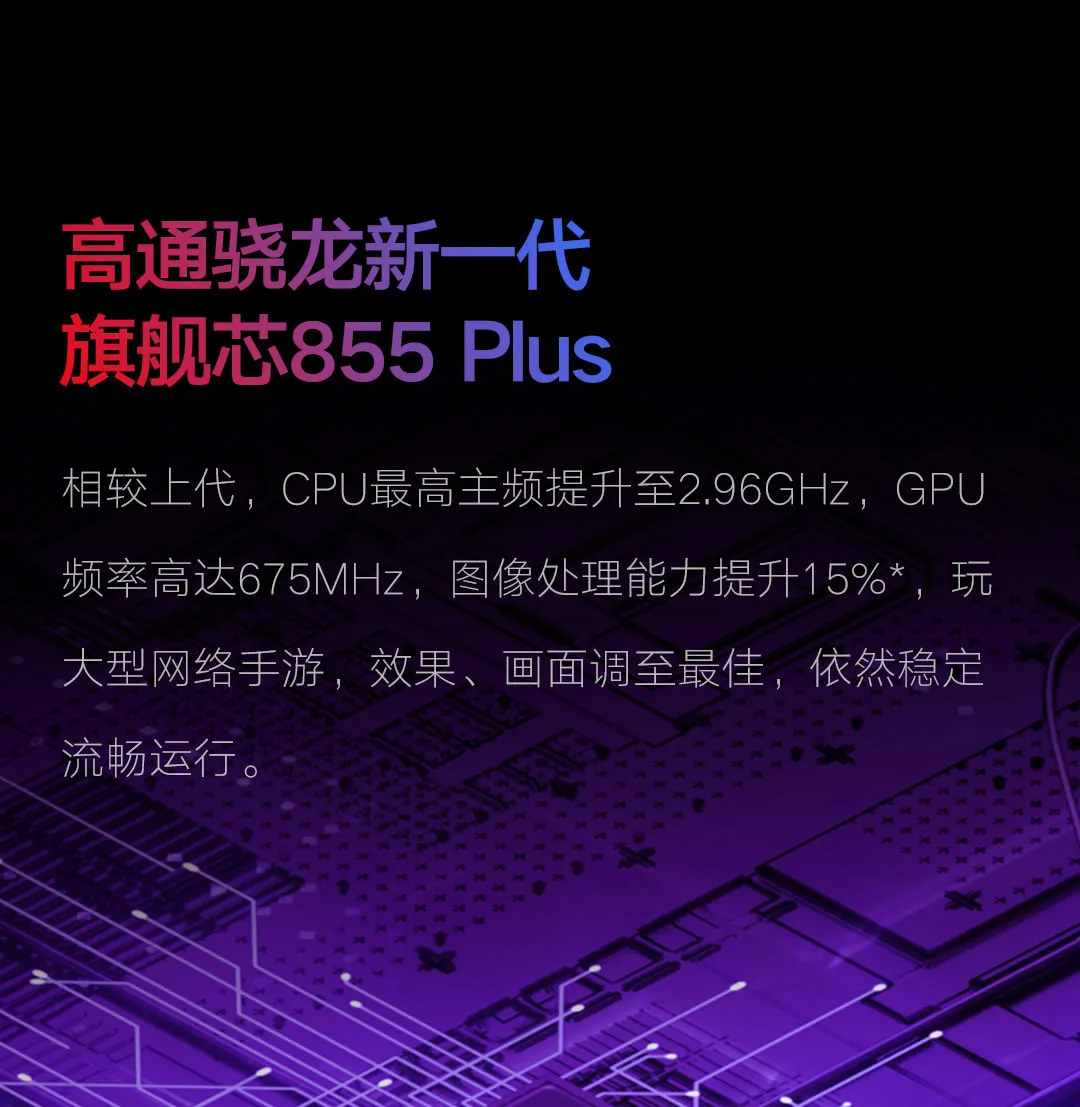 高通骁龙新一代
旗舰芯855 Plus
相较上代，CPU最高主频提升至2.96GHz，GPU
频率高达675MHz，图像处理能力提升15%*，玩
大型网络手游，效果、画面调至最佳，依然稳定
流畅运行。